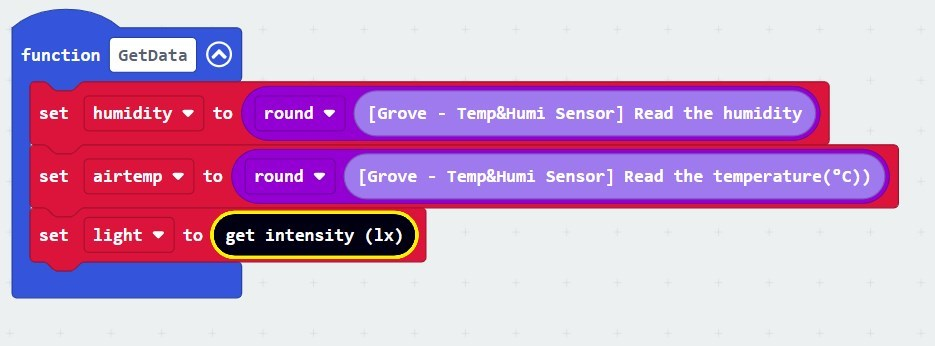 function GetData
set humidity to round [Grove - Temp&Humi Sensor] Read the humidity
set airtemp to round [Grove - Temp&Humi Sensor] Read the temperature(°C))
set light to get intensity (lx)